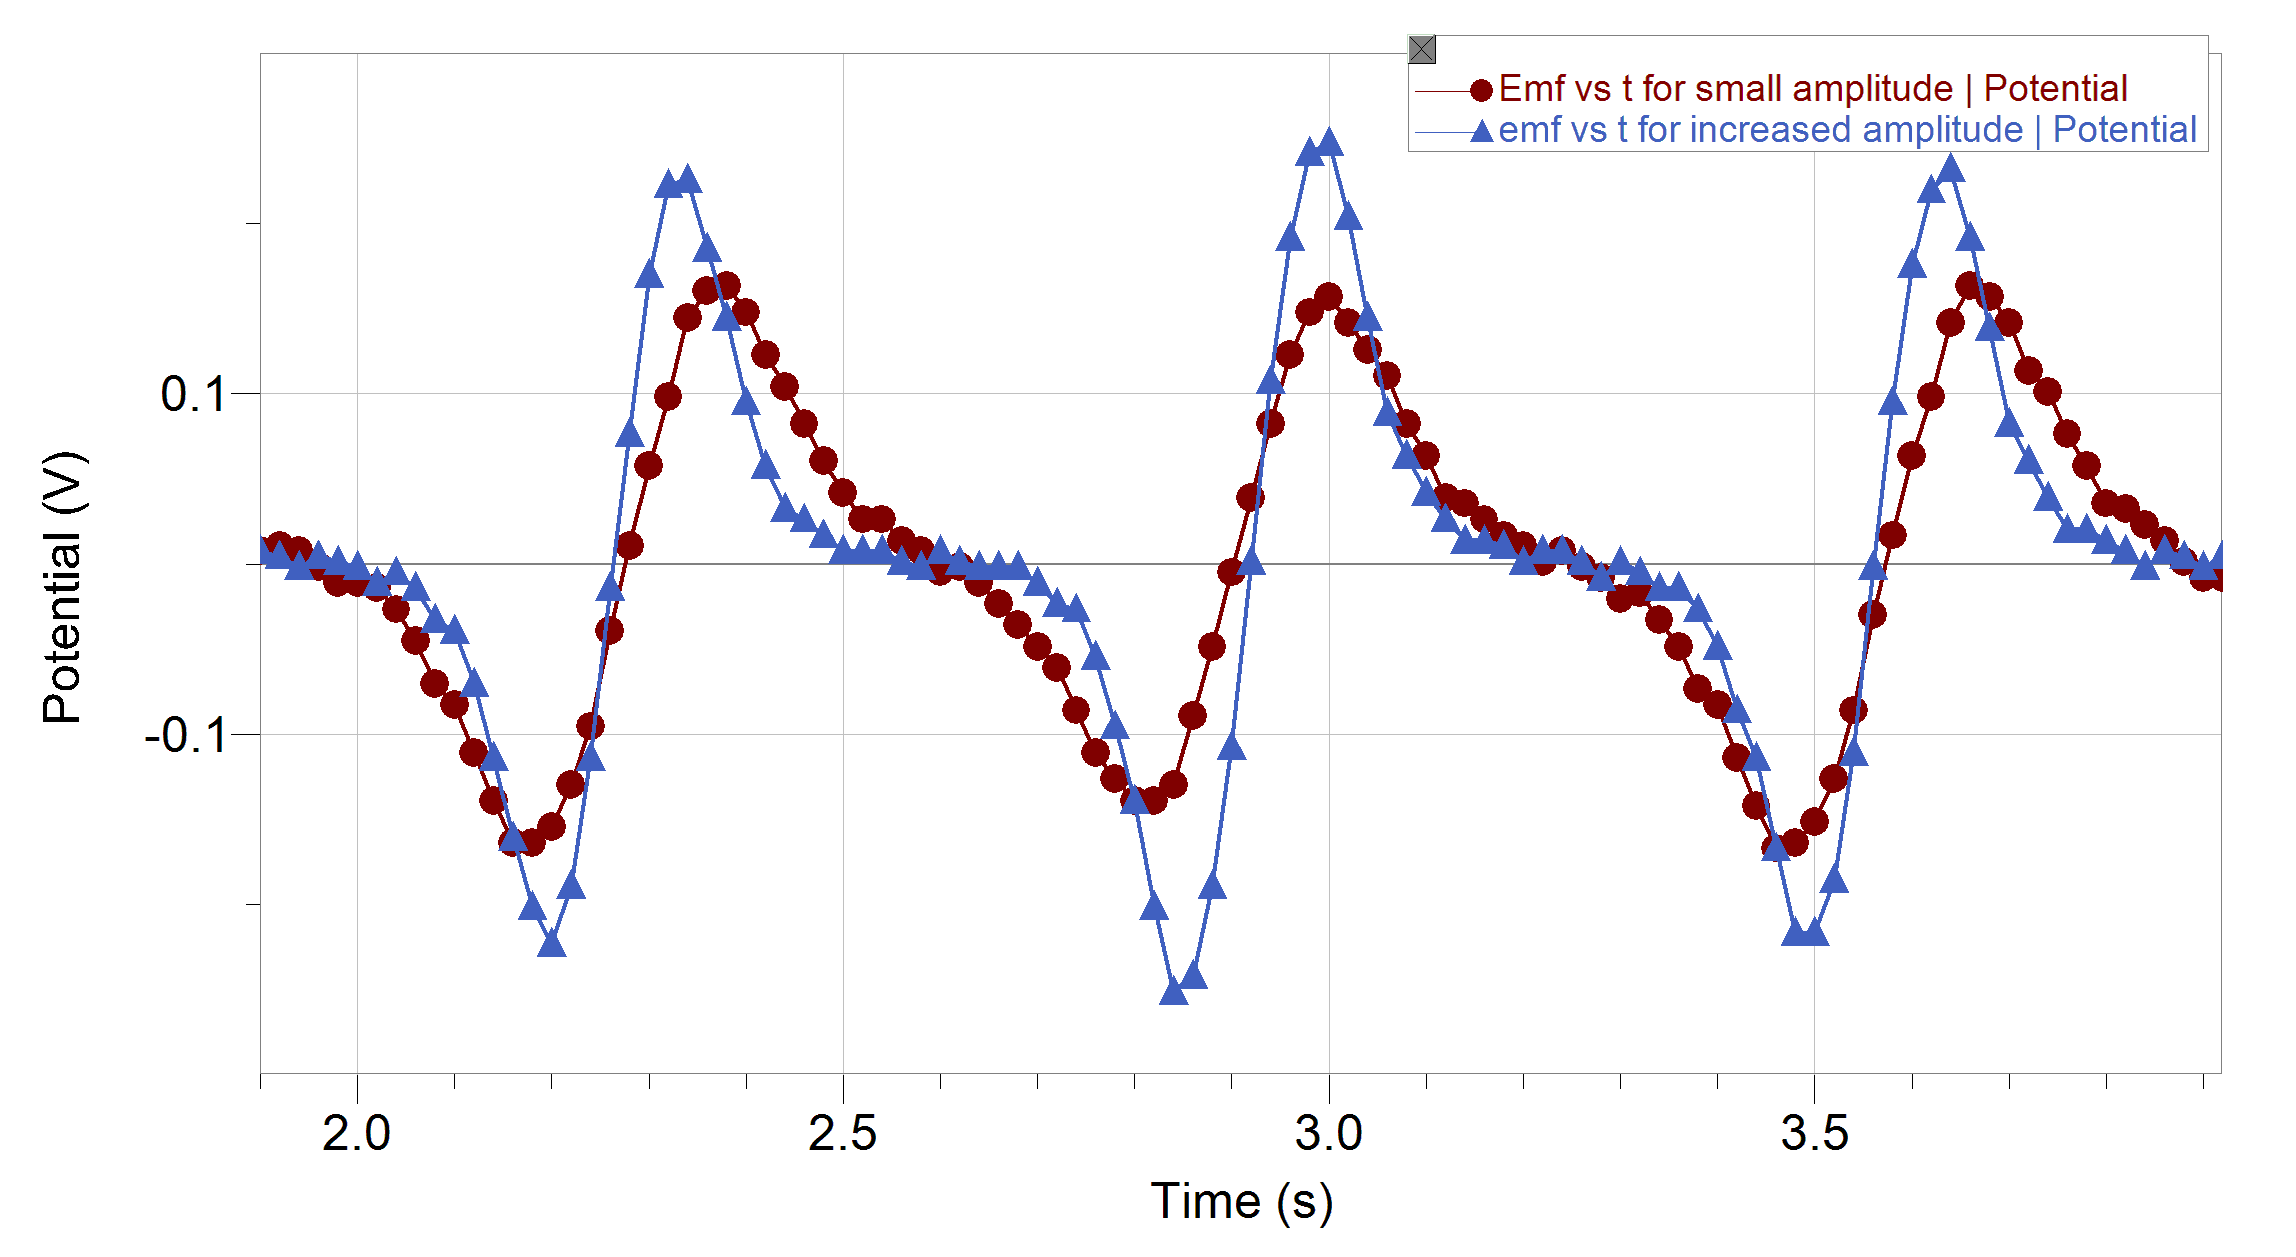 Emf vs t for small amplitude | Potential
emf vs t for increased amplitude | Potential
0.1
-0.1
Potential (V)
2.0 2.5 3.0 3.5
Time (s)